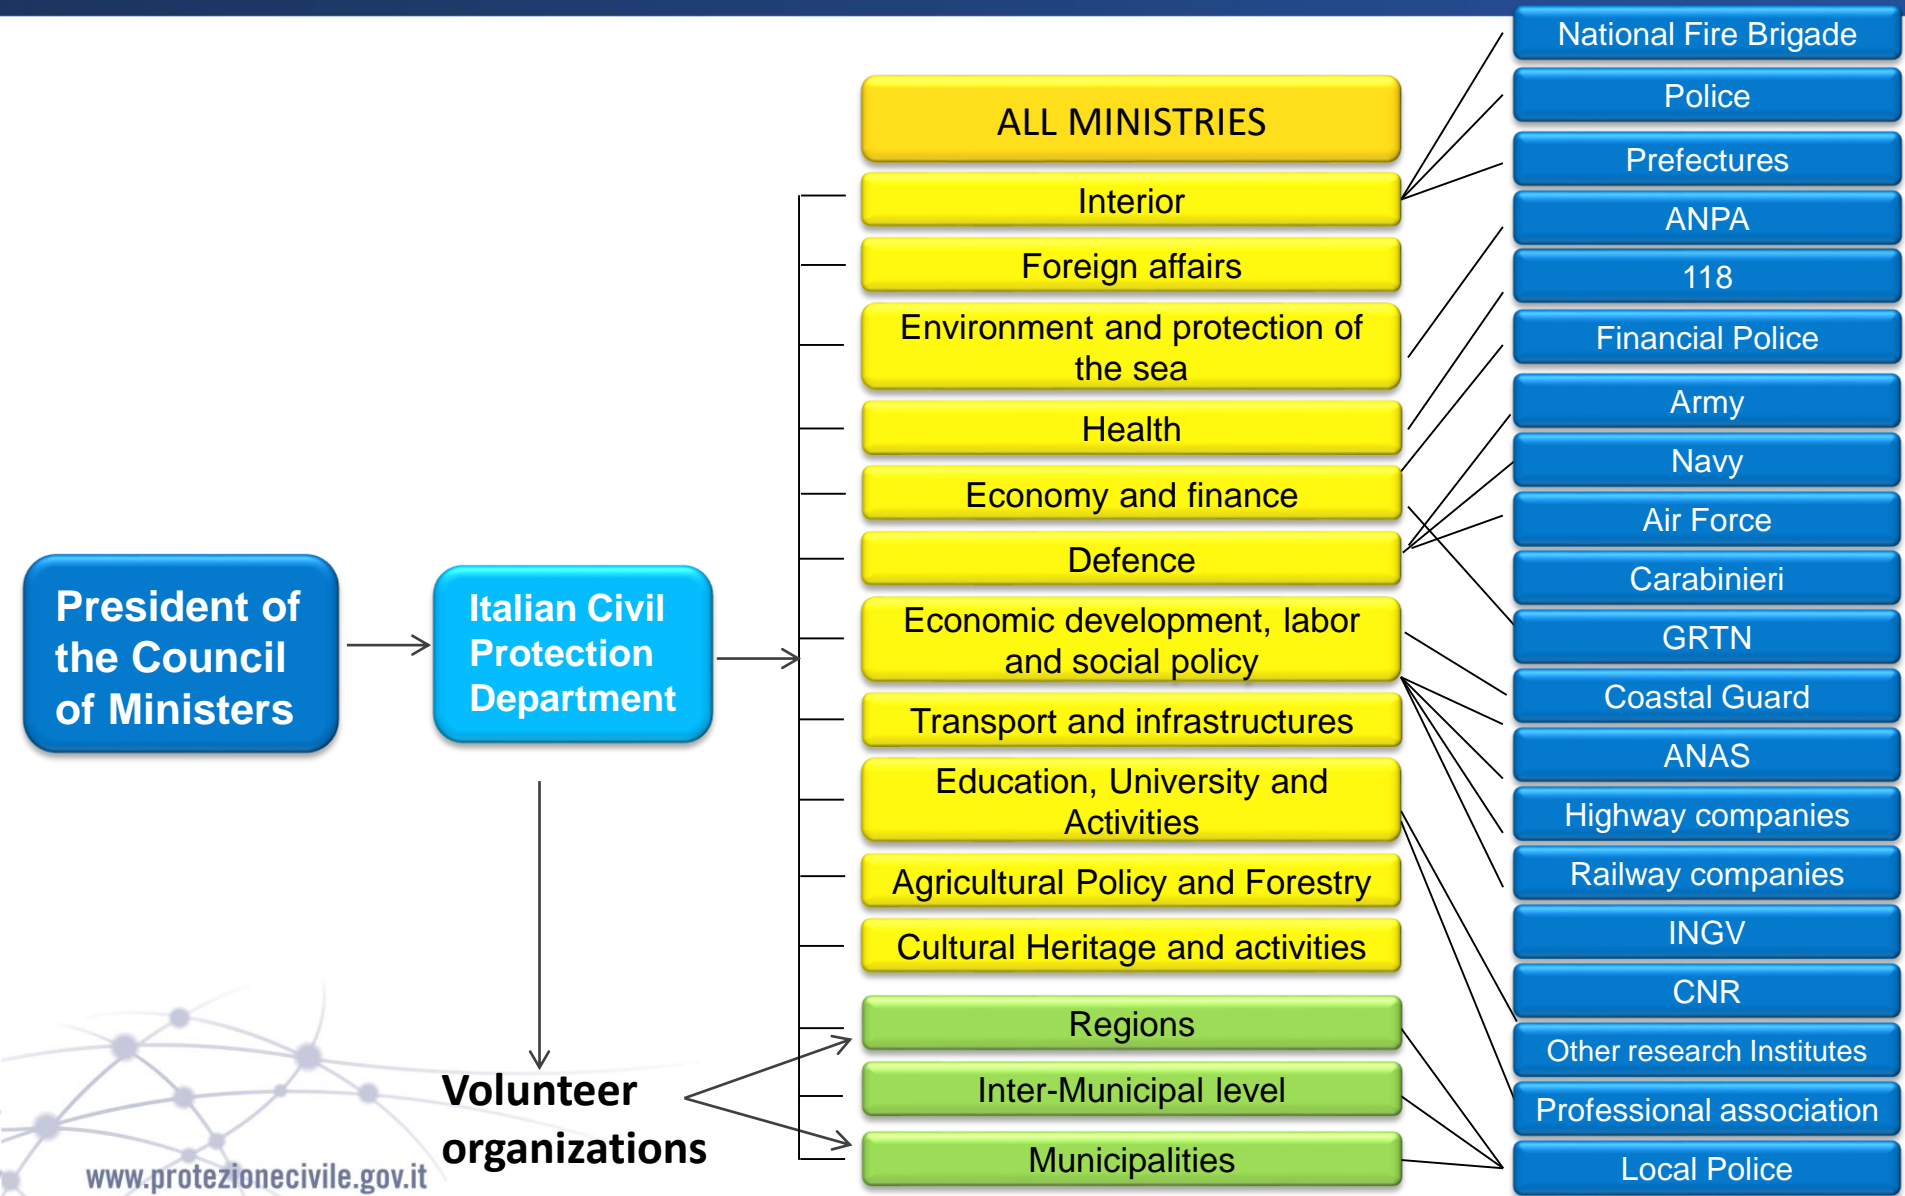 President of
the Council
of Ministers
Italian Civil
Protection
Department
Volunteer
organizations
www.protezionecivile.gov.it
ALL MINISTRIES
Interior
Foreign affairs
Environment and protection of
the sea
Health
Economy and finance
Defence
Economic development, labor
and social policy
Transport and infrastructures
Education, University and
Activities
Agricultural Policy and Forestry
Cultural Heritage and activities
Regions
Inter-Municipal level
Municipalities
National Fire Brigade
Police
Prefectures
ANPA
118
Financial Police
Army
Navy
Air Force
Carabinieri
GRTN
Coastal Guard
ANAS
Highway companies
Railway companies
INGV
CNR
Other research Institutes
Professional association
Local Police